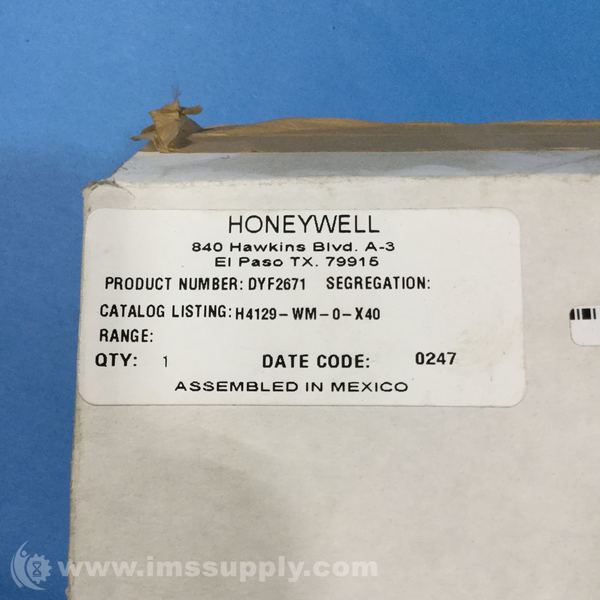 HONEYWELL
840 Hawkins Blvd. A-3
El Paso TX. 79915
PRODUCT NUMBER: DYF2671 SEGREGATION:
CATALOG LISTING: H4129-WM-0-X40
RANGE:
QTY: 1 DATE CODE: 0247
ASSEMBLED IN MEXICO
www.imssupply.com